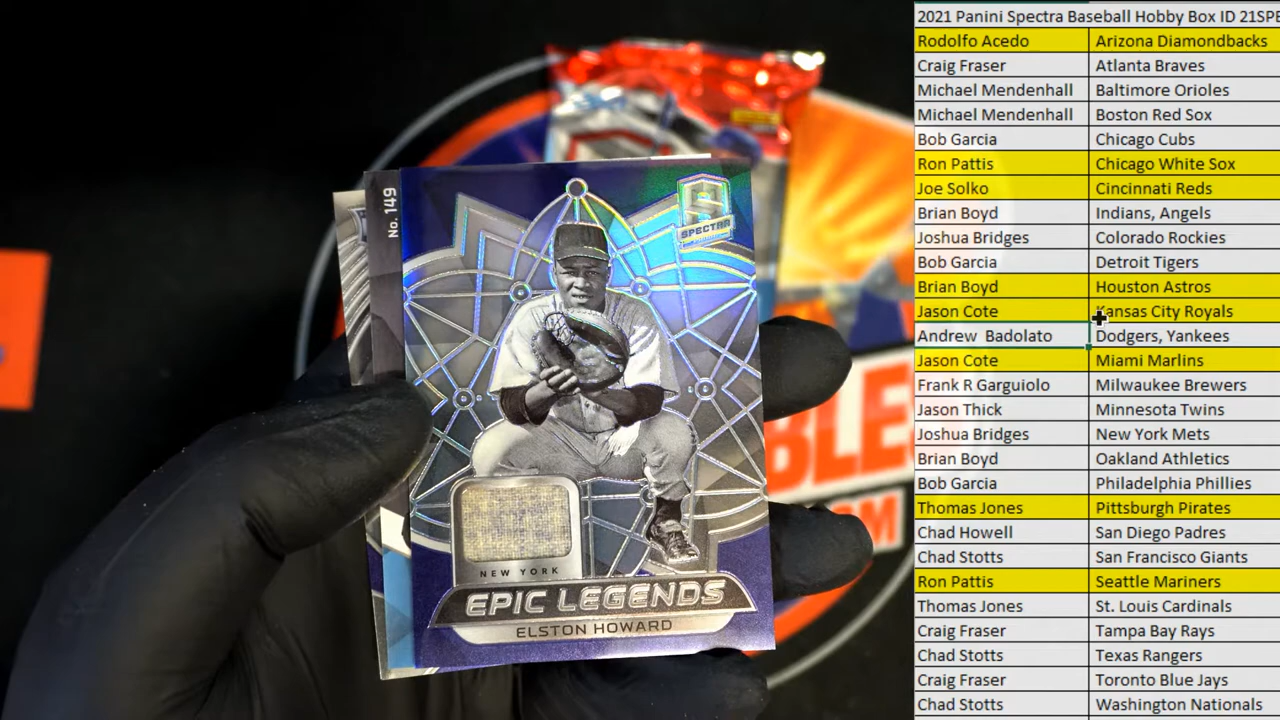 No. 149
SPECTRA
NEW YORK
EPIC LEGENDS
ELSTON HOWARD
BLE
OM
2021 Panini Spectra Baseball Hobby Box ID 21SPE
Rodolfo Acedo Arizona Diamondbacks
Craig Fraser Atlanta Braves
Michael Mendenhall Baltimore Orioles
Michael Mendenhall Boston Red Sox
Bob Garcia Chicago Cubs
Ron Pattis Chicago White Sox
Joe Solko Cincinnati Reds
Brian Boyd Indians, Angels
Joshua Bridges Colorado Rockies
Bob Garcia Detroit Tigers
Brian Boyd Houston Astros
Jason Cote Kansas City Royals
Andrew Badolato Dodgers, Yankees
Jason Cote Miami Marlins
Frank R Garguiolo Milwaukee Brewers
Jason Thick Minnesota Twins
Joshua Bridges New York Mets
Brian Boyd Oakland Athletics
Bob Garcia Philadelphia Phillies
Thomas Jones Pittsburgh Pirates
Chad Howell San Diego Padres
Chad Stotts San Francisco Giants
Ron Pattis Seattle Mariners
Thomas Jones St. Louis Cardinals
Craig Fraser Tampa Bay Rays
Chad Stotts Texas Rangers
Craig Fraser Toronto Blue Jays
Chad Stotts Washington Nationals